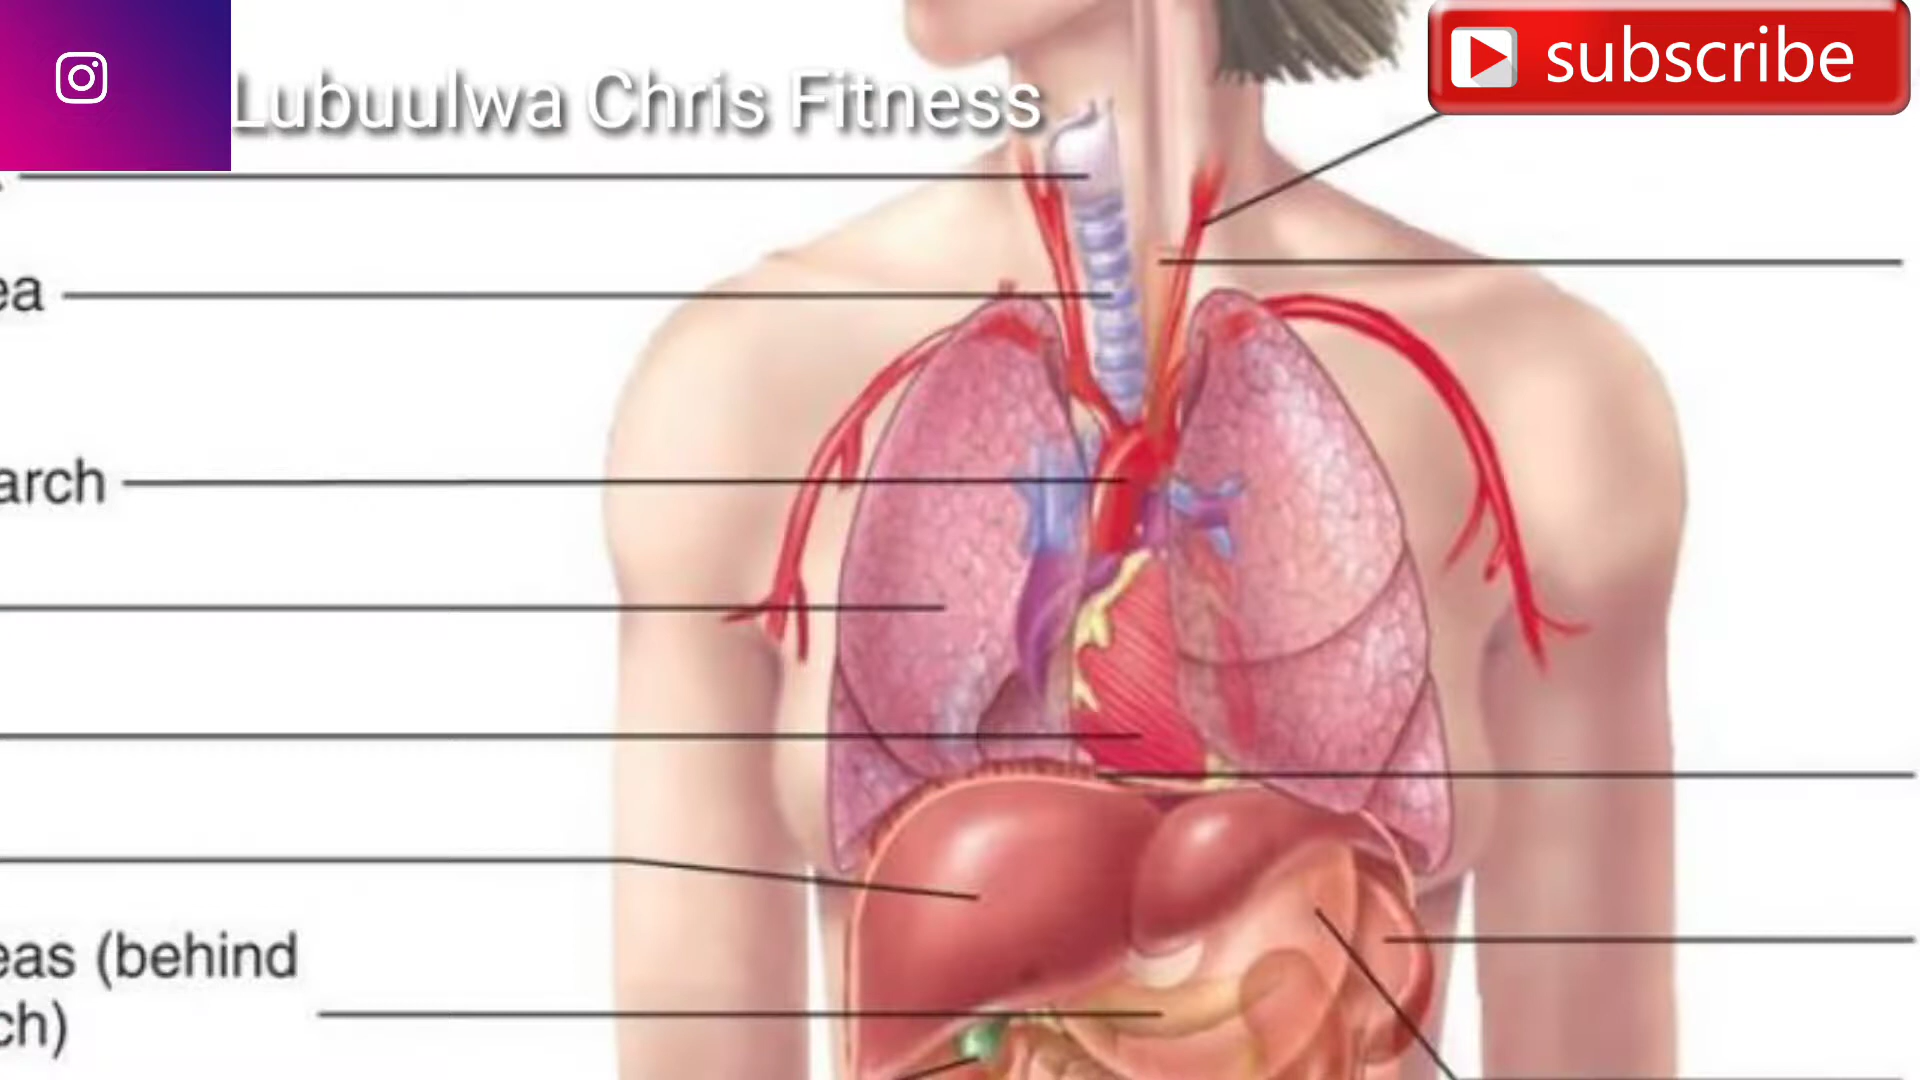 Lubuulwa Chris Fitness
subscribe
ea
arch
eas (behind
ch)